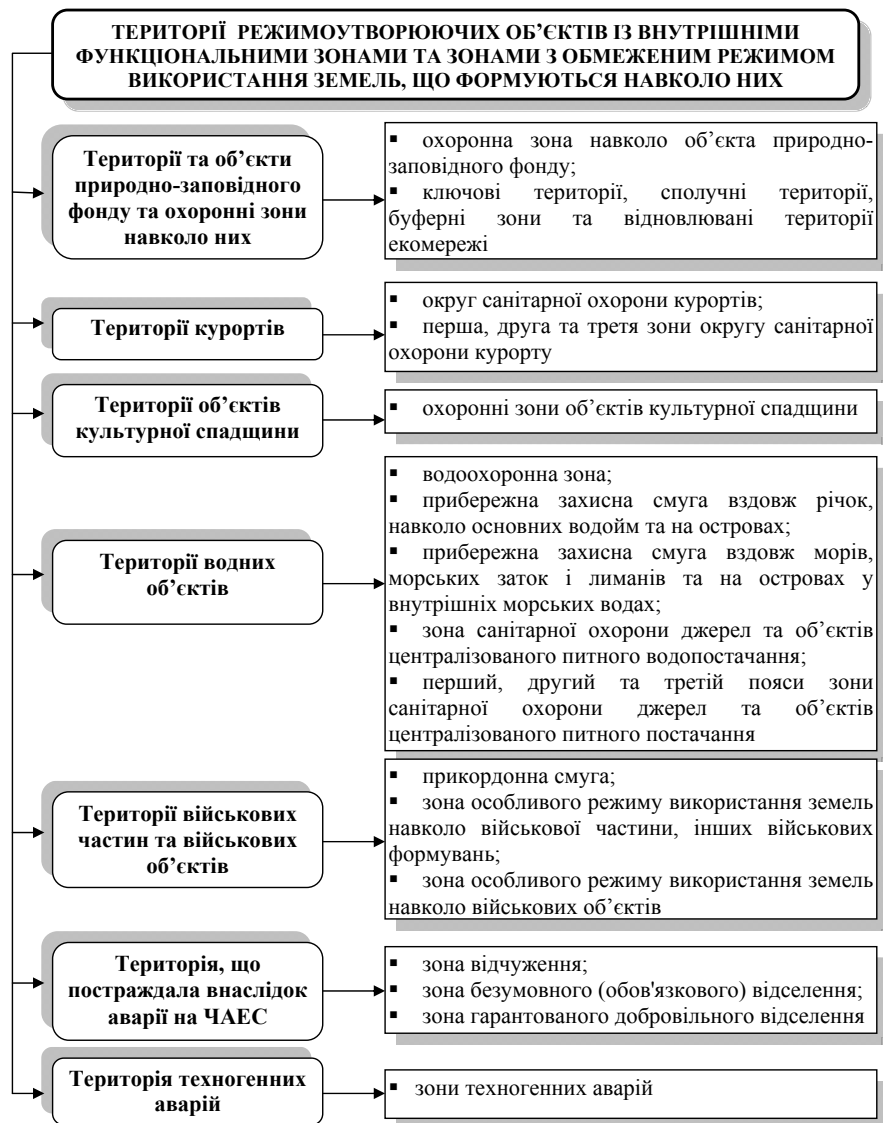 ТЕРИТОРІЇ РЕЖИМОУТВОРЮЮЧИХ ОБ’ЄКТІВ ІЗ ВНУТРІШНІМИ
ФУНКЦІОНАЛЬНИМИ ЗОНАМИ ТА ЗОНАМИ З ОБМЕЖЕНИМ РЕЖИМОМ
ВИКОРИСТАННЯ ЗЕМЕЛЬ, ЩО ФОРМУЮТЬСЯ НАВКОЛО НИХ
Території та об’єкти
природно-заповідного
фонду та охоронні зони
навколо них
▪ охоронна зона навколо об’єкта природно-
заповідного фонду;
▪ ключові території, сполучні території,
буферні зони та відновлювані території
екомережі
Території курортів
▪ округ санітарної охорони курортів;
▪ перша, друга та третя зони округу санітарної
охорони курорту
Території об’єктів
культурної спадщини
▪ охоронні зони об’єктів культурної спадщини
Території водних
об’єктів
▪ водоохоронна зона;
▪ прибережна захисна смуга вздовж річок,
навколо основних водойм та на островах;
▪ прибережна захисна смуга вздовж морів,
морських заток і лиманів та на островах у
внутрішніх морських водах;
▪ зона санітарної охорони джерел та об’єктів
централізованого питного водопостачання;
▪ перший, другий та третій пояси зони
санітарної охорони джерел та об’єктів
централізованого питного постачання
Території військових
частин та військових
об’єктів
▪ прикордонна смуга;
▪ зона особливого режиму використання земель
навколо військової частини, інших військових
формувань;
▪ зона особливого режиму використання земель
навколо військових об’єктів
Територія, що
постраждала внаслідок
аварії на ЧАЕС
▪ зона відчуження;
▪ зона безумовного (обов'язкового) відселення;
▪ зона гарантованого добровільного відселення
Територія техногенних
аварій
▪ зони техногенних аварій